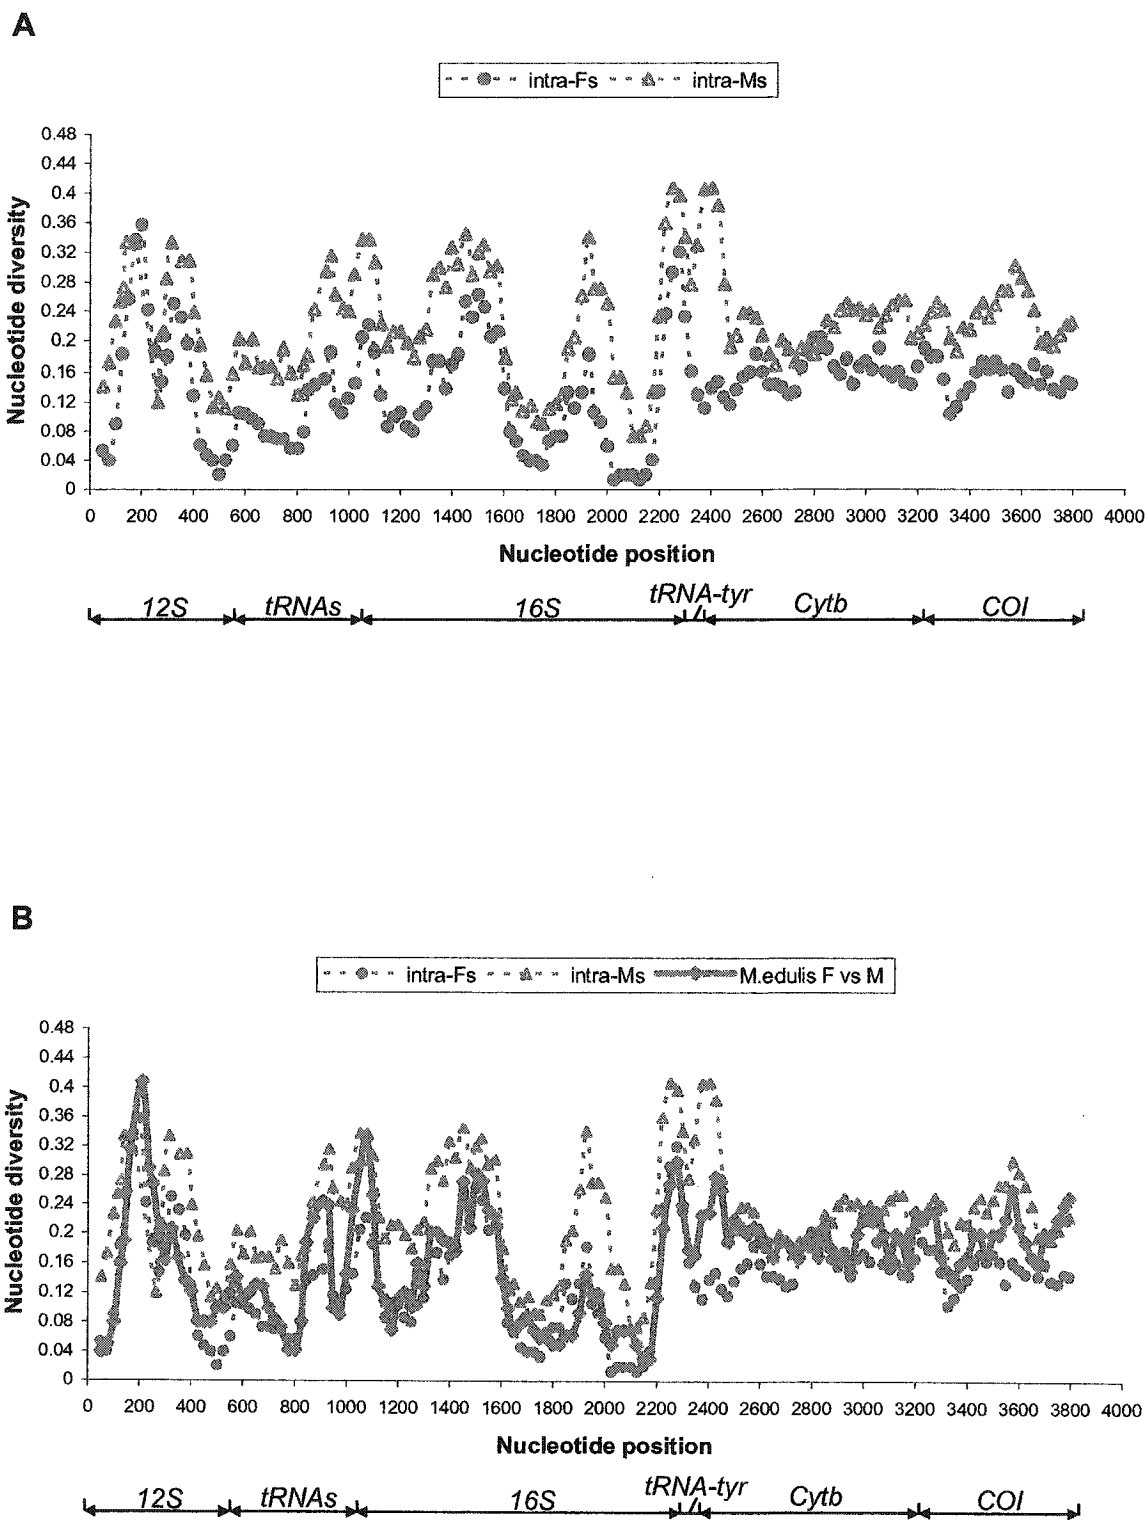 A
intra-Fs intra-Ms
Nucleotide diversity
0.48
0.44
0.4
0.36
0.32
0.28
0.24
0.2
0.16
0.12
0.08
0.04
0
0 200 400 600 800 1000 1200 1400 1600 1800 2000 2200 2400 2600 2800 3000 3200 3400 3600 3800 4000
Nucleotide position
12S tRNAs 16S tRNA-tyr Cytb COI
B
intra-Fs intra-Ms M.edulis F vs M
Nucleotide diversity
0.48
0.44
0.4
0.36
0.32
0.28
0.24
0.2
0.16
0.12
0.08
0.04
0
0 200 400 600 800 1000 1200 1400 1600 1800 2000 2200 2400 2600 2800 3000 3200 3400 3600 3800 4000
Nucleotide position
12S tRNAs 16S tRNA-tyr Cytb COI